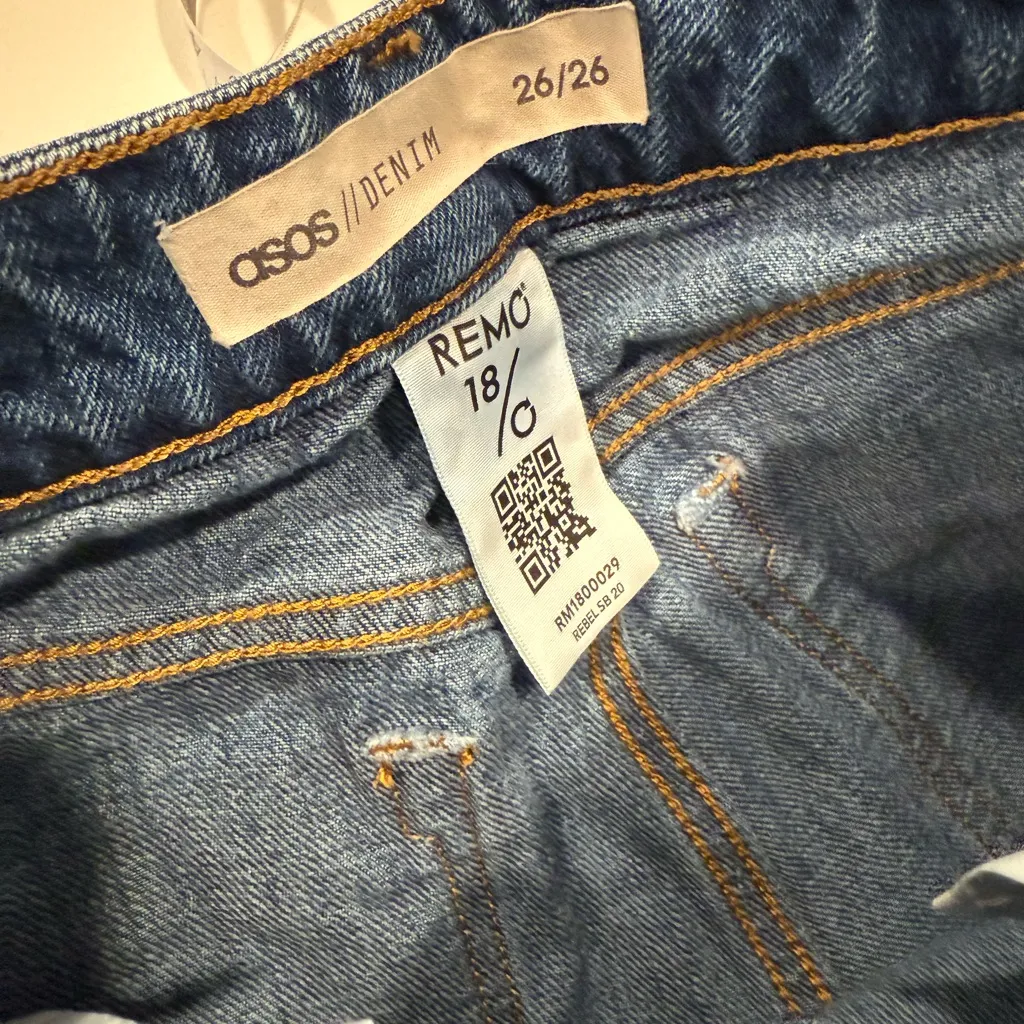 asos//DENIM 26/26
REMO
18/
RM1800029
REBEL SB 20